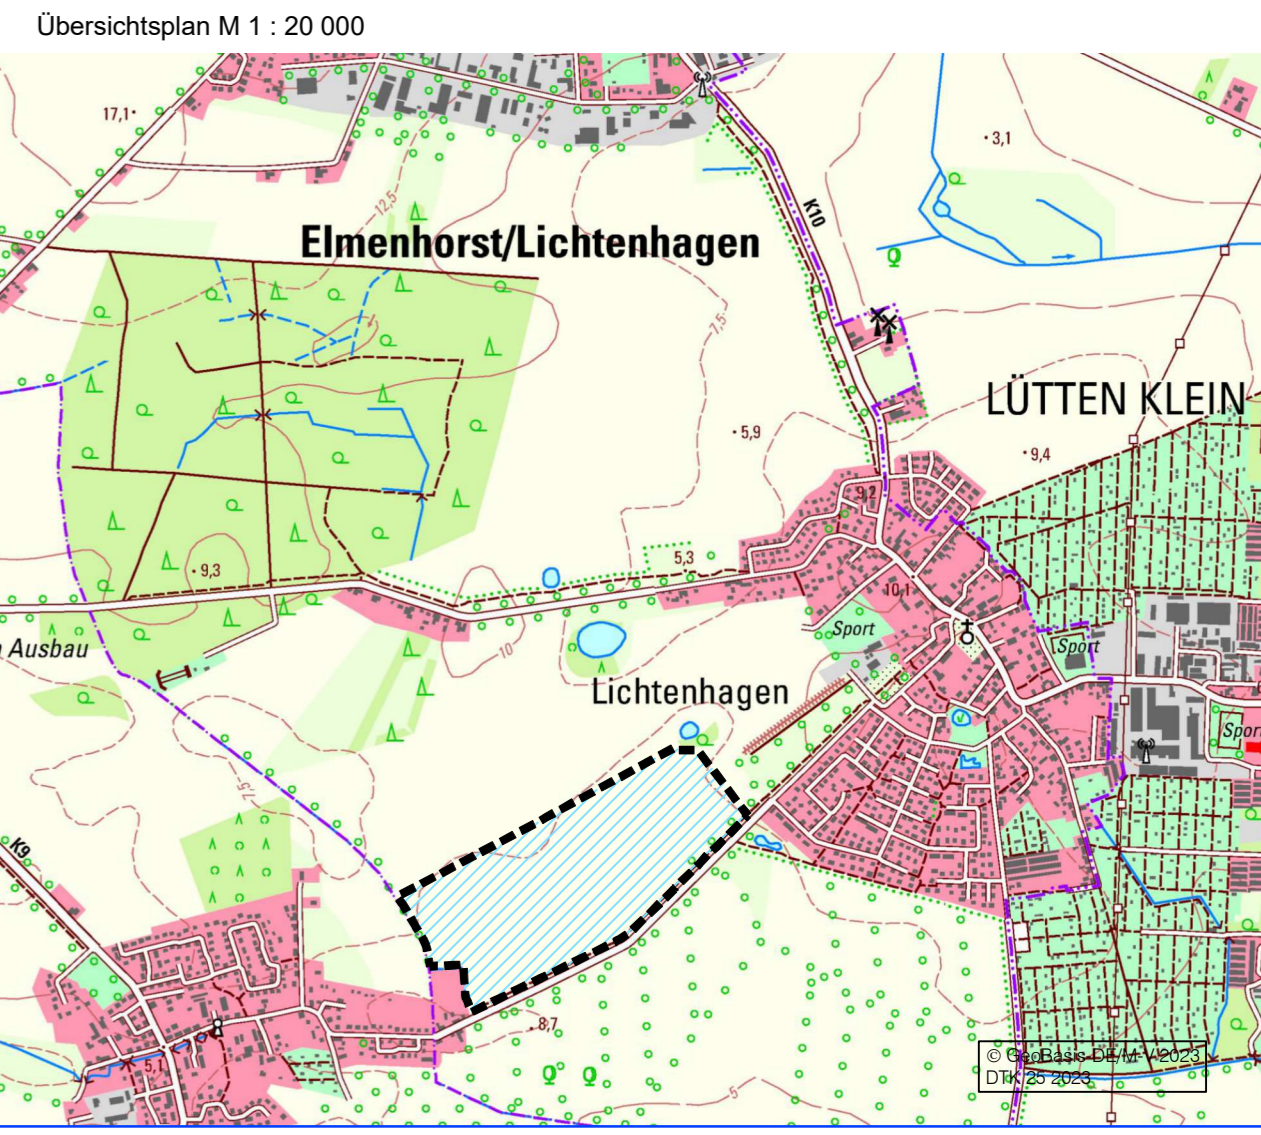 Übersichtsplan M 1 : 20 000
17,1
3,1
12,5
K10
Elmenhorst/Lichtenhagen
7,5
LÜTTEN KLEIN
5,9
9,4
9,2
5,3
9,3
10,1
Sport
Sport
Ausbau
10
Lichtenhagen
Sport
7,5
K9
8,7
5,1
5
© GeoBasis-DE/M-V 2023
DTK 25 2023